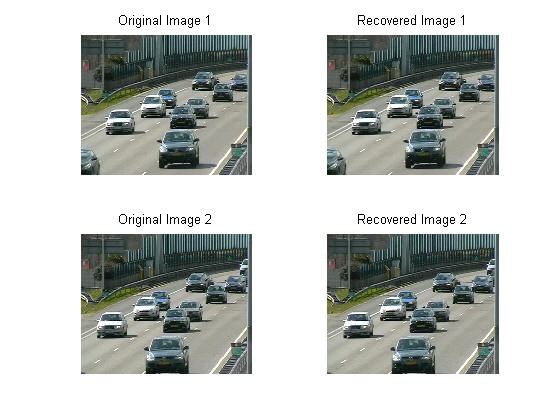 Original Image 1
Recovered Image 1
Original Image 2
Recovered Image 2